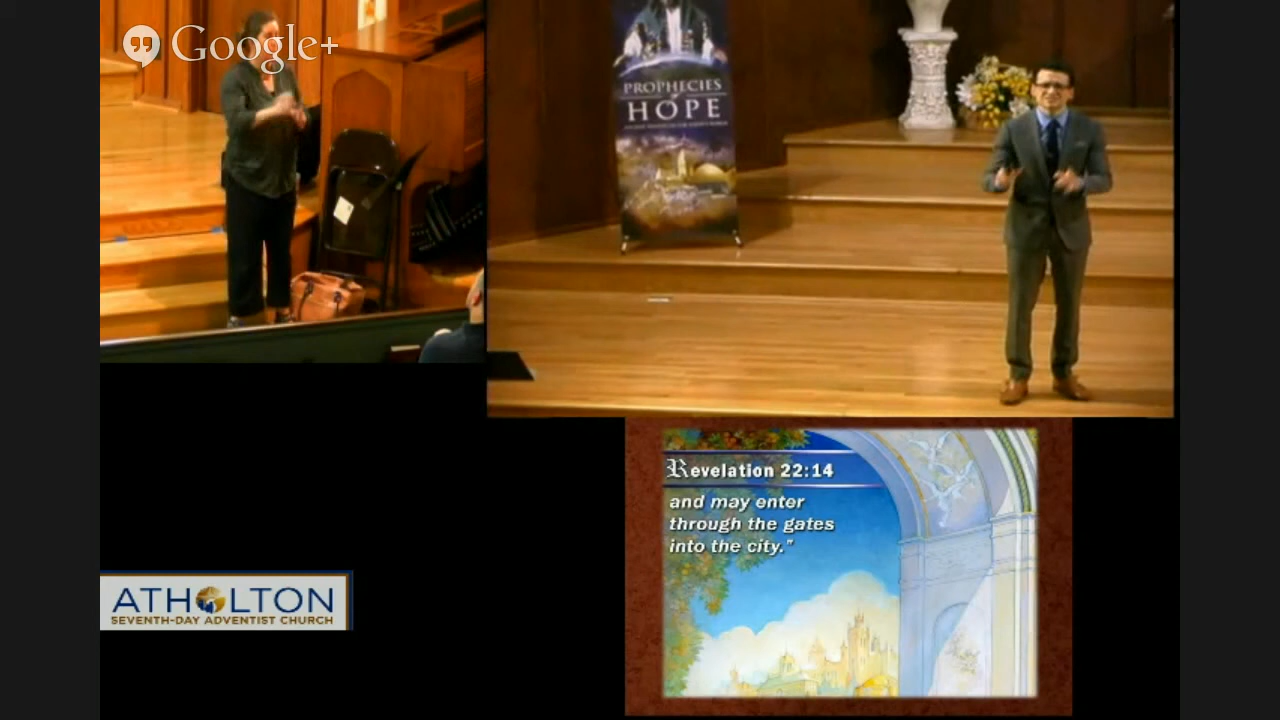 Google+
PROPHECIES
HOPE
Revelation 22:14
and may enter
through the gates
into the city."
ATHOLTON
SEVENTH-DAY ADVENTIST CHURCH